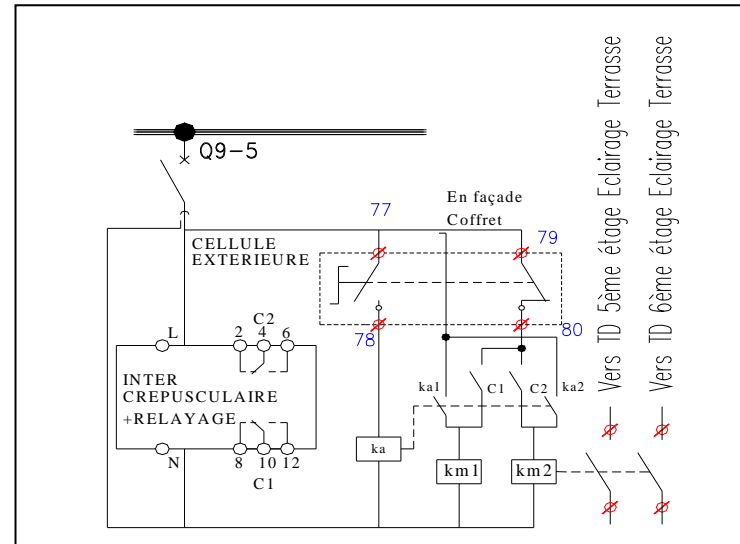 Q9-5
77
En façade
Coffret
79
CELLULE
EXTERIEURE
Vers TD 5ème étage Eclairage Terrasse
Vers TD 6ème étage Eclairage Terrasse
78
80
L
C2
2 4 6
INTER
CREPUSCULAIRE
+RELAYAGE
N
8 10 12
C1
ka1
C1
C2
ka2
ka
km1
km2